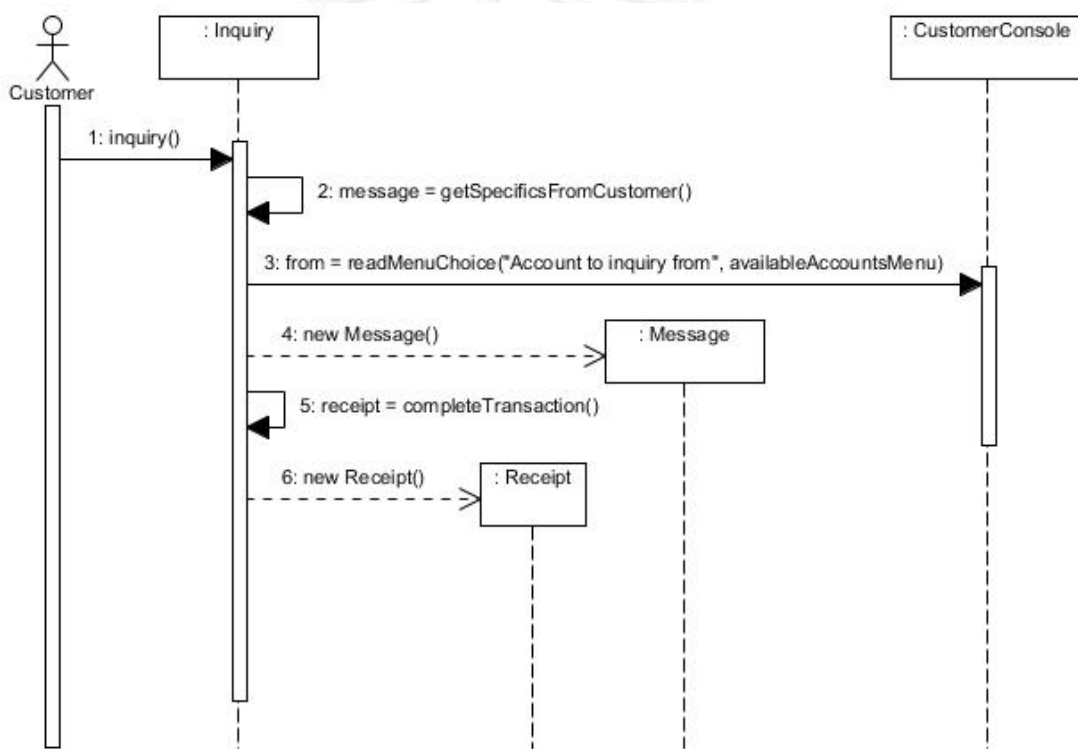 : Inquiry
: CustomerConsole
Customer
1: inquiry()
2: message = getSpecificsFromCustomer()
3: from = readMenuChoice("Account to inquiry from", availableAccountsMenu)
4: new Message()
: Message
5: receipt = completeTransaction()
6: new Receipt()
: Receipt